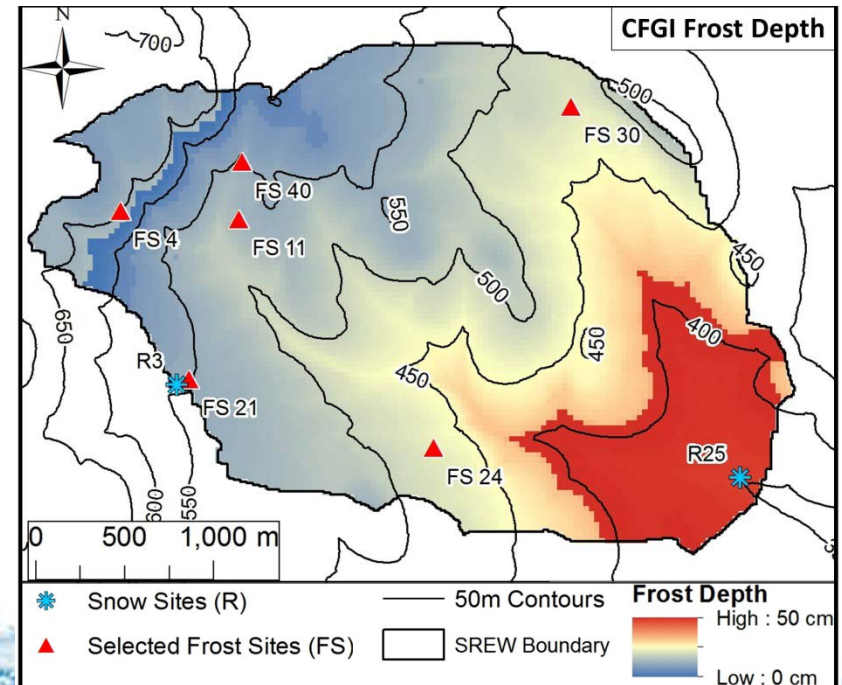 N
CFGI Frost Depth
700
500
FS 30
FS 40
FS 4
550
FS 11
450
500
650
400
R3
450
450
FS 21
R25
FS 24
600
550
0 500 1,000 m
Snow Sites (R)
50m Contours
Frost Depth
High : 50 cm
Selected Frost Sites (FS)
SREW Boundary
Low : 0 cm